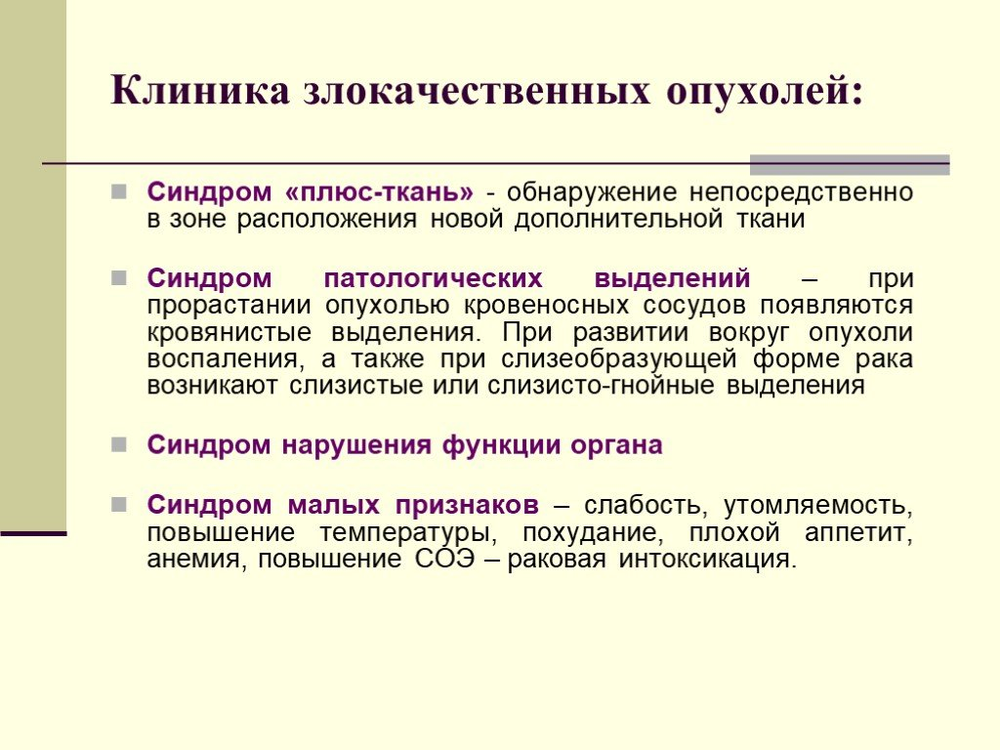 Клиника злокачественных опухолей:
Синдром «плюс-ткань» - обнаружение непосредственно
в зоне расположения новой дополнительной ткани
Синдром патологических выделений – при
прорастании опухолью кровеносных сосудов появляются
кровянистые выделения. При развитии вокруг опухоли
воспаления, а также при слизеобразующей форме рака
возникают слизистые или слизисто-гнойные выделения
Синдром нарушения функции органа
Синдром малых признаков – слабость, утомляемость,
повышение температуры, похудание, плохой аппетит,
анемия, повышение СОЭ – раковая интоксикация.